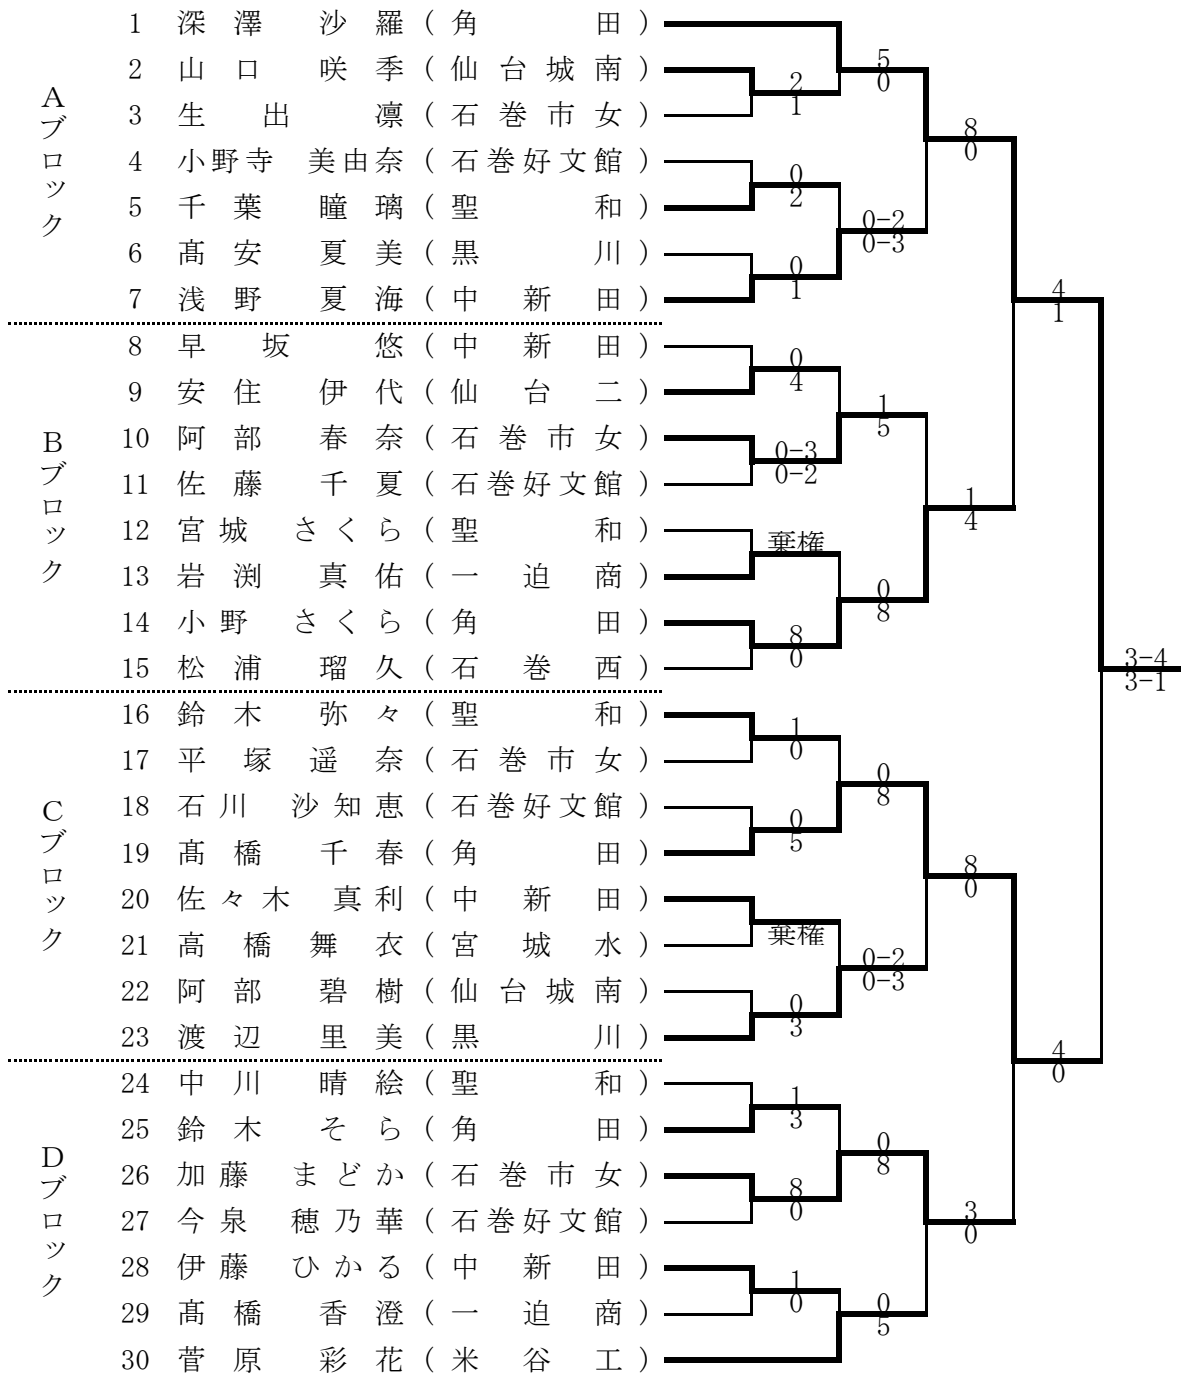 Aブロック
1 深澤 沙羅 (角田)
5
0
2 山口 咲季 (仙台城南)
2
1
3 生出 凛 (石巻市女)
8
0
4 小野寺 美由奈 (石巻好文館)
0
2
5 千葉 瞳璃 (聖和)
0-2
0-3
6 髙安 夏美 (黒川)
0
1
7 浅野 夏海 (中新田)
4
1
Bブロック
8 早坂 悠 (中新田)
0
4
9 安住 伊代 (仙台二)
1
5
10 阿部 春奈 (石巻市女)
0-3
0-2
11 佐藤 千夏 (石巻好文館)
1
4
12 宮城 さくら (聖和)
棄権
13 岩渕 真佑 (一迫商)
0
8
14 小野 さくら (角田)
8
0
15 松浦 瑠久 (石巻西)
3-4
3-1
Cブロック
16 鈴木 弥々 (聖和)
1
0
17 平塚 遥奈 (石巻市女)
0
8
18 石川 沙知恵 (石巻好文館)
0
5
19 髙橋 千春 (角田)
8
0
20 佐々木 真利 (中新田)
棄権
21 高橋 舞衣 (宮城水)
0-2
0-3
22 阿部 碧樹 (仙台城南)
0
3
23 渡辺 里美 (黒川)
4
0
Dブロック
24 中川 晴絵 (聖和)
1
3
25 鈴木 そら (角田)
0
8
26 加藤 まどか (石巻市女)
8
0
27 今泉 穂乃華 (石巻好文館)
3
0
28 伊藤 ひかる (中新田)
1
0
29 髙橋 香澄 (一迫商)
0
5
30 菅原 彩花 (米谷工)